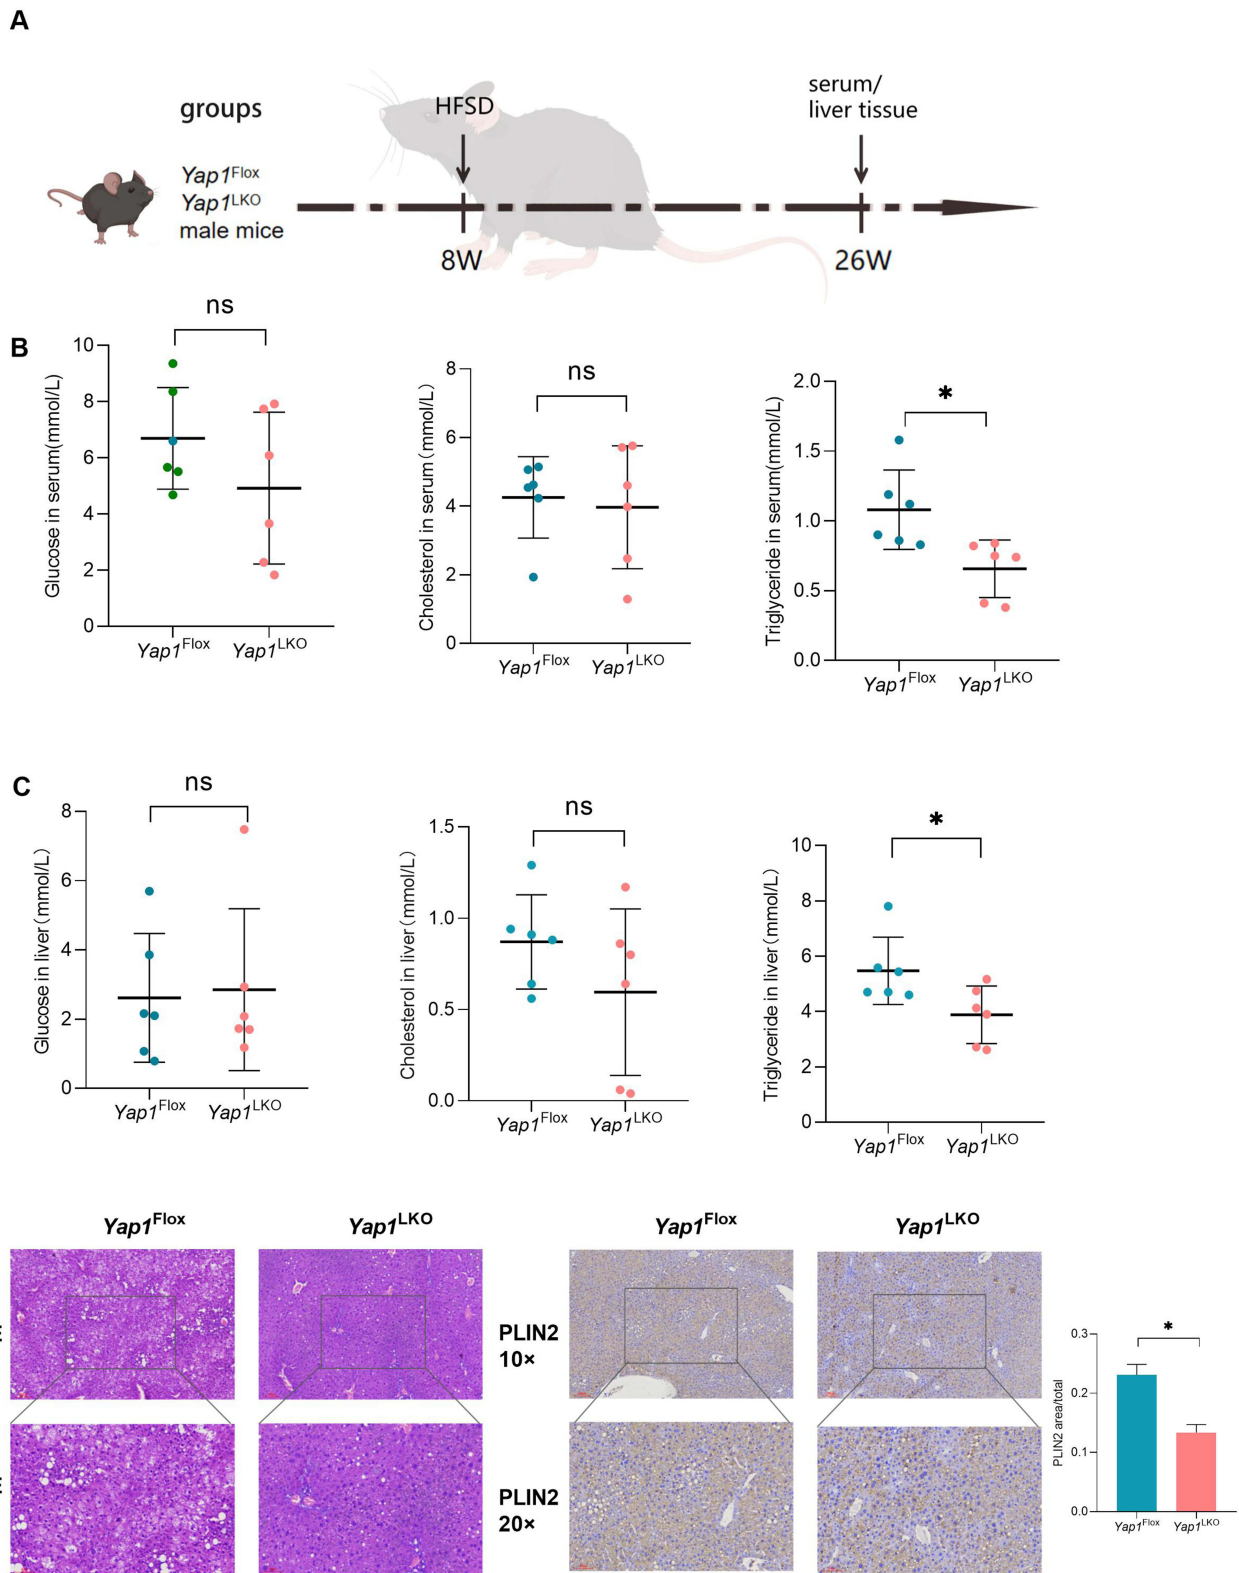 A
groups
HFSD
serum/
liver tissue
Yap1Flox
Yap1LKO
male mice
8W
26W
B
ns
Glucose in serum(mmol/L)
10
8
6
4
2
0
Yap1Flox
Yap1LKO
ns
Cholesterol in serum(mmol/L)
8
6
4
2
0
Yap1Flox
Yap1LKO
*
Triglyceride in serum(mmol/L)
2.0
1.5
1.0
0.5
0.0
Yap1Flox
Yap1LKO
C
ns
Glucose in liver(mmol/L)
8
6
4
2
0
Yap1Flox
Yap1LKO
ns
Cholesterol in liver(mmol/L)
1.5
1.0
0.5
0.0
Yap1Flox
Yap1LKO
*
Triglyceride in liver(mmol/L)
10
8
6
4
2
0
Yap1Flox
Yap1LKO
Yap1Flox
Yap1LKO
Yap1Flox
Yap1LKO
PLIN2
10×
PLIN2
20×
*
PLIN2 area/total
0.3
0.2
0.1
0.0
Yap1Flox
Yap1LKO